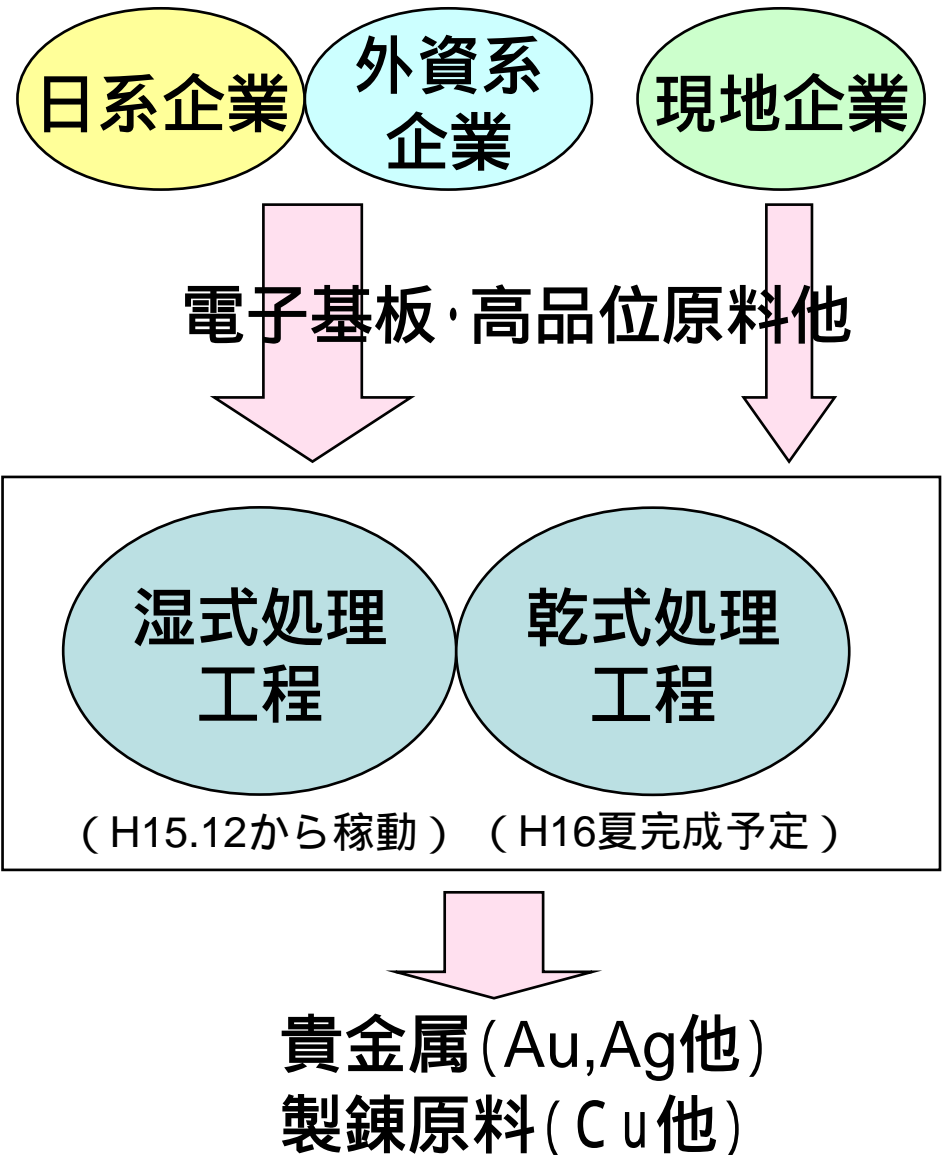 日系企業
外資系
企業
現地企業
電子基板・高品位原料他
湿式処理
工程
乾式処理
工程
（H15.12から稼動）
（H16夏完成予定）
貴金属(Au,Ag他)
製錬原料(Ｃｕ他)